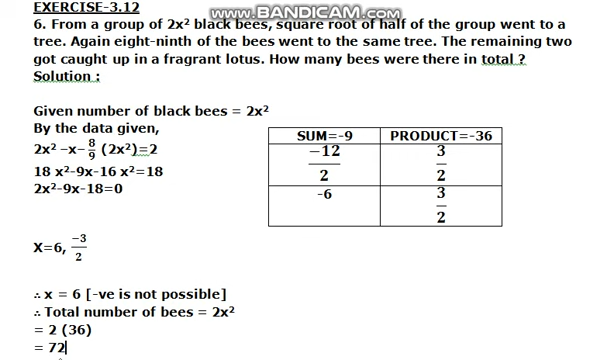 WWW.BANDICAM.COM
EXERCISE-3.12
6. From a group of 2x² black bees, square root of half of the group went to a
tree. Again eight-ninth of the bees went to the same tree. The remaining two
got caught up in a fragrant lotus. How many bees were there in total ?
Solution :
Given number of black bees = 2x²
By the data given,
2x² –x– 8/9 (2x²)=2
18 x²-9x-16 x²=18
2x²-9x-18=0
SUM=-9 PRODUCT=-36
−12/2 3/2
-6 3/2
X=6, −3/2
∴ x = 6 [-ve is not possible]
∴ Total number of bees = 2x²
= 2 (36)
= 72